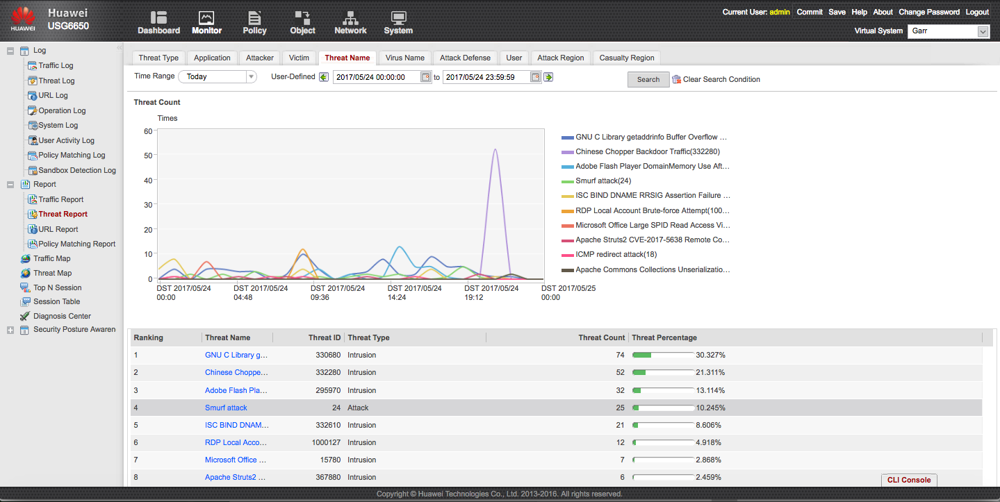 Huawei
USG6650
HUAWEI
Dashboard Monitor Policy Object Network System
Current User: admin Commit Save Help About Change Password Logout
Virtual System Garr
Log
Traffic Log
Threat Log
URL Log
Operation Log
System Log
User Activity Log
Policy Matching Log
Sandbox Detection Log
Report
Traffic Report
Threat Report
URL Report
Policy Matching Report
Traffic Map
Threat Map
Top N Session
Session Table
Diagnosis Center
Security Posture Awaren
Threat Type Application Attacker Victim Threat Name Virus Name Attack Defense User Attack Region Casualty Region
Time Range Today User-Defined 2017/05/24 00:00:00 to 2017/05/24 23:59:59 Search Clear Search Condition
Threat Count
Times
60
50
40
30
20
10
0
DST 2017/05/24 DST 2017/05/24 DST 2017/05/24 DST 2017/05/24 DST 2017/05/24 DST 2017/05/25
00:00 04:48 09:36 14:24 19:12 00:00
GNU C Library getaddrinfo Buffer Overflow ...
Chinese Chopper Backdoor Traffic(332280)
Adobe Flash Player DomainMemory Use Aft...
Smurf attack(24)
ISC BIND DNAME RRSIG Assertion Failure ...
RDP Local Account Brute-force Attempt(100...
Microsoft Office Large SPID Read Access Vi...
Apache Struts2 CVE-2017-5638 Remote Co...
ICMP redirect attack(18)
Apache Commons Collections Unserializatio...
Ranking Threat Name Threat ID Threat Type Threat Count Threat Percentage
1 GNU C Library g... 330680 Intrusion 74 30.327%
2 Chinese Choppe... 332280 Intrusion 52 21.311%
3 Adobe Flash Pla... 295970 Intrusion 32 13.114%
4 Smurf attack 24 Attack 25 10.245%
5 ISC BIND DNAM... 332610 Intrusion 21 8.606%
6 RDP Local Acco... 1000127 Intrusion 12 4.918%
7 Microsoft Office ... 15780 Intrusion 7 2.868%
8 Apache Struts2 ... 367880 Intrusion 6 2.459%
CLI Console
Copyright © Huawei Technologies Co., Ltd. 2013-2016. All rights reserved.